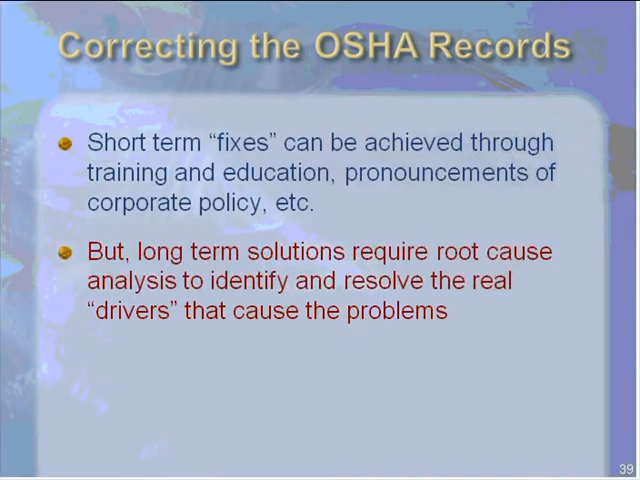 Correcting the OSHA Records
Short term “fixes” can be achieved through
training and education, pronouncements of
corporate policy, etc.
But, long term solutions require root cause
analysis to identify and resolve the real
“drivers” that cause the problems
39